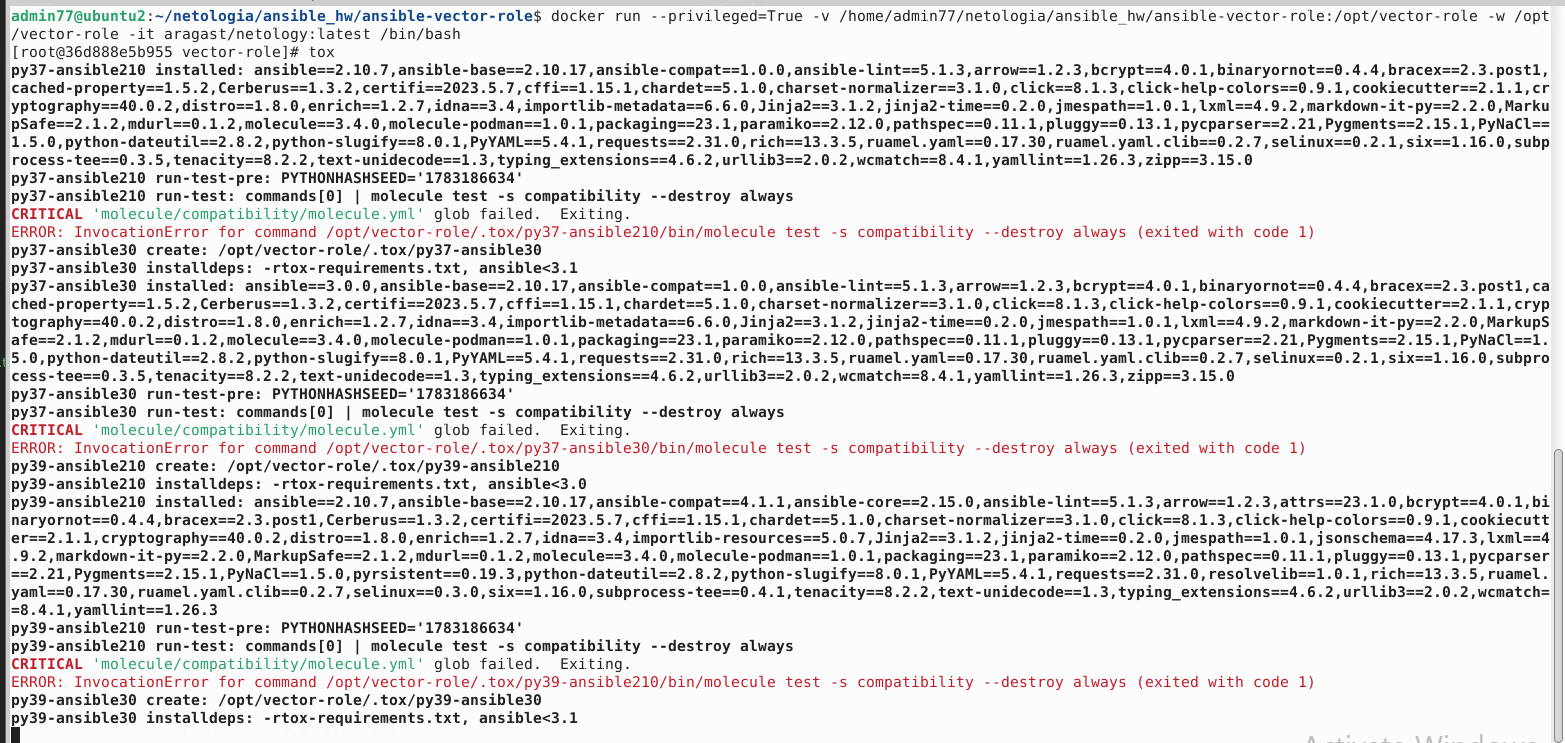 admin77@ubuntu2:~/netologia/ansible_hw/ansible-vector-role$ docker run --privileged=True -v /home/admin77/netologia/ansible_hw/ansible-vector-role:/opt/vector-role -w /opt
/vector-role -it aragast/netology:latest /bin/bash
[root@36d888e5b955 vector-role]# tox
py37-ansible210 installed: ansible==2.10.7,ansible-base==2.10.17,ansible-compat==1.0.0,ansible-lint==5.1.3,arrow==1.2.3,bcrypt==4.0.1,binaryornot==0.4.4,bracex==2.3.post1,
cached-property==1.5.2,Cerberus==1.3.2,certifi==2023.5.7,cffi==1.15.1,chardet==5.1.0,charset-normalizer==3.1.0,click==8.1.3,click-help-colors==0.9.1,cookiecutter==2.1.1,cr
yptography==40.0.2,distro==1.8.0,enrich==1.2.7,idna==3.4,importlib-metadata==6.6.0,Jinja2==3.1.2,jinja2-time==0.2.0,jmespath==1.0.1,lxml==4.9.2,markdown-it-py==2.2.0,Marku
pSafe==2.1.2,mdurl==0.1.2,molecule==3.4.0,molecule-podman==1.0.1,packaging==23.1,paramiko==2.12.0,pathspec==0.11.1,pluggy==0.13.1,pycparser==2.21,Pygments==2.15.1,PyNaCl==
1.5.0,python-dateutil==2.8.2,python-slugify==8.0.1,PyYAML==5.4.1,requests==2.31.0,rich==13.3.5,ruamel.yaml==0.17.30,ruamel.yaml.clib==0.2.7,selinux==0.2.1,six==1.16.0,subp
rocess-tee==0.3.5,tenacity==8.2.2,text-unidecode==1.3,typing_extensions==4.6.2,urllib3==2.0.2,wcmatch==8.4.1,yamllint==1.26.3,zipp==3.15.0
py37-ansible210 run-test-pre: PYTHONHASHSEED='1783186634'
py37-ansible210 run-test: commands[0] | molecule test -s compatibility --destroy always
CRITICAL 'molecule/compatibility/molecule.yml' glob failed.  Exiting.
ERROR: InvocationError for command /opt/vector-role/.tox/py37-ansible210/bin/molecule test -s compatibility --destroy always (exited with code 1)
py37-ansible30 create: /opt/vector-role/.tox/py37-ansible30
py37-ansible30 installdeps: -rtox-requirements.txt, ansible<3.1
py37-ansible30 installed: ansible==3.0.0,ansible-base==2.10.17,ansible-compat==1.0.0,ansible-lint==5.1.3,arrow==1.2.3,bcrypt==4.0.1,binaryornot==0.4.4,bracex==2.3.post1,ca
ched-property==1.5.2,Cerberus==1.3.2,certifi==2023.5.7,cffi==1.15.1,chardet==5.1.0,charset-normalizer==3.1.0,click==8.1.3,click-help-colors==0.9.1,cookiecutter==2.1.1,cryp
tography==40.0.2,distro==1.8.0,enrich==1.2.7,idna==3.4,importlib-metadata==6.6.0,Jinja2==3.1.2,jinja2-time==0.2.0,jmespath==1.0.1,lxml==4.9.2,markdown-it-py==2.2.0,MarkupS
afe==2.1.2,mdurl==0.1.2,molecule==3.4.0,molecule-podman==1.0.1,packaging==23.1,paramiko==2.12.0,pathspec==0.11.1,pluggy==0.13.1,pycparser==2.21,Pygments==2.15.1,PyNaCl==1.
5.0,python-dateutil==2.8.2,python-slugify==8.0.1,PyYAML==5.4.1,requests==2.31.0,rich==13.3.5,ruamel.yaml==0.17.30,ruamel.yaml.clib==0.2.7,selinux==0.2.1,six==1.16.0,subpro
cess-tee==0.3.5,tenacity==8.2.2,text-unidecode==1.3,typing_extensions==4.6.2,urllib3==2.0.2,wcmatch==8.4.1,yamllint==1.26.3,zipp==3.15.0
py37-ansible30 run-test-pre: PYTHONHASHSEED='1783186634'
py37-ansible30 run-test: commands[0] | molecule test -s compatibility --destroy always
CRITICAL 'molecule/compatibility/molecule.yml' glob failed.  Exiting.
ERROR: InvocationError for command /opt/vector-role/.tox/py37-ansible30/bin/molecule test -s compatibility --destroy always (exited with code 1)
py39-ansible210 create: /opt/vector-role/.tox/py39-ansible210
py39-ansible210 installdeps: -rtox-requirements.txt, ansible<3.0
py39-ansible210 installed: ansible==2.10.7,ansible-base==2.10.17,ansible-compat==4.1.1,ansible-core==2.15.0,ansible-lint==5.1.3,arrow==1.2.3,attrs==23.1.0,bcrypt==4.0.1,bi
naryornot==0.4.4,bracex==2.3.post1,Cerberus==1.3.2,certifi==2023.5.7,cffi==1.15.1,chardet==5.1.0,charset-normalizer==3.1.0,click==8.1.3,click-help-colors==0.9.1,cookiecutt
er==2.1.1,cryptography==40.0.2,distro==1.8.0,enrich==1.2.7,idna==3.4,importlib-resources==5.0.7,Jinja2==3.1.2,jinja2-time==0.2.0,jmespath==1.0.1,jsonschema==4.17.3,lxml==4
.9.2,markdown-it-py==2.2.0,MarkupSafe==2.1.2,mdurl==0.1.2,molecule==3.4.0,molecule-podman==1.0.1,packaging==23.1,paramiko==2.12.0,pathspec==0.11.1,pluggy==0.13.1,pycparser
==2.21,Pygments==2.15.1,PyNaCl==1.5.0,pyrsistent==0.19.3,python-dateutil==2.8.2,python-slugify==8.0.1,PyYAML==5.4.1,requests==2.31.0,resolvelib==1.0.1,rich==13.3.5,ruamel.
yaml==0.17.30,ruamel.yaml.clib==0.2.7,selinux==0.3.0,six==1.16.0,subprocess-tee==0.4.1,tenacity==8.2.2,text-unidecode==1.3,typing_extensions==4.6.2,urllib3==2.0.2,wcmatch=
=8.4.1,yamllint==1.26.3
py39-ansible210 run-test-pre: PYTHONHASHSEED='1783186634'
py39-ansible210 run-test: commands[0] | molecule test -s compatibility --destroy always
CRITICAL 'molecule/compatibility/molecule.yml' glob failed.  Exiting.
ERROR: InvocationError for command /opt/vector-role/.tox/py39-ansible210/bin/molecule test -s compatibility --destroy always (exited with code 1)
py39-ansible30 create: /opt/vector-role/.tox/py39-ansible30
py39-ansible30 installdeps: -rtox-requirements.txt, ansible<3.1